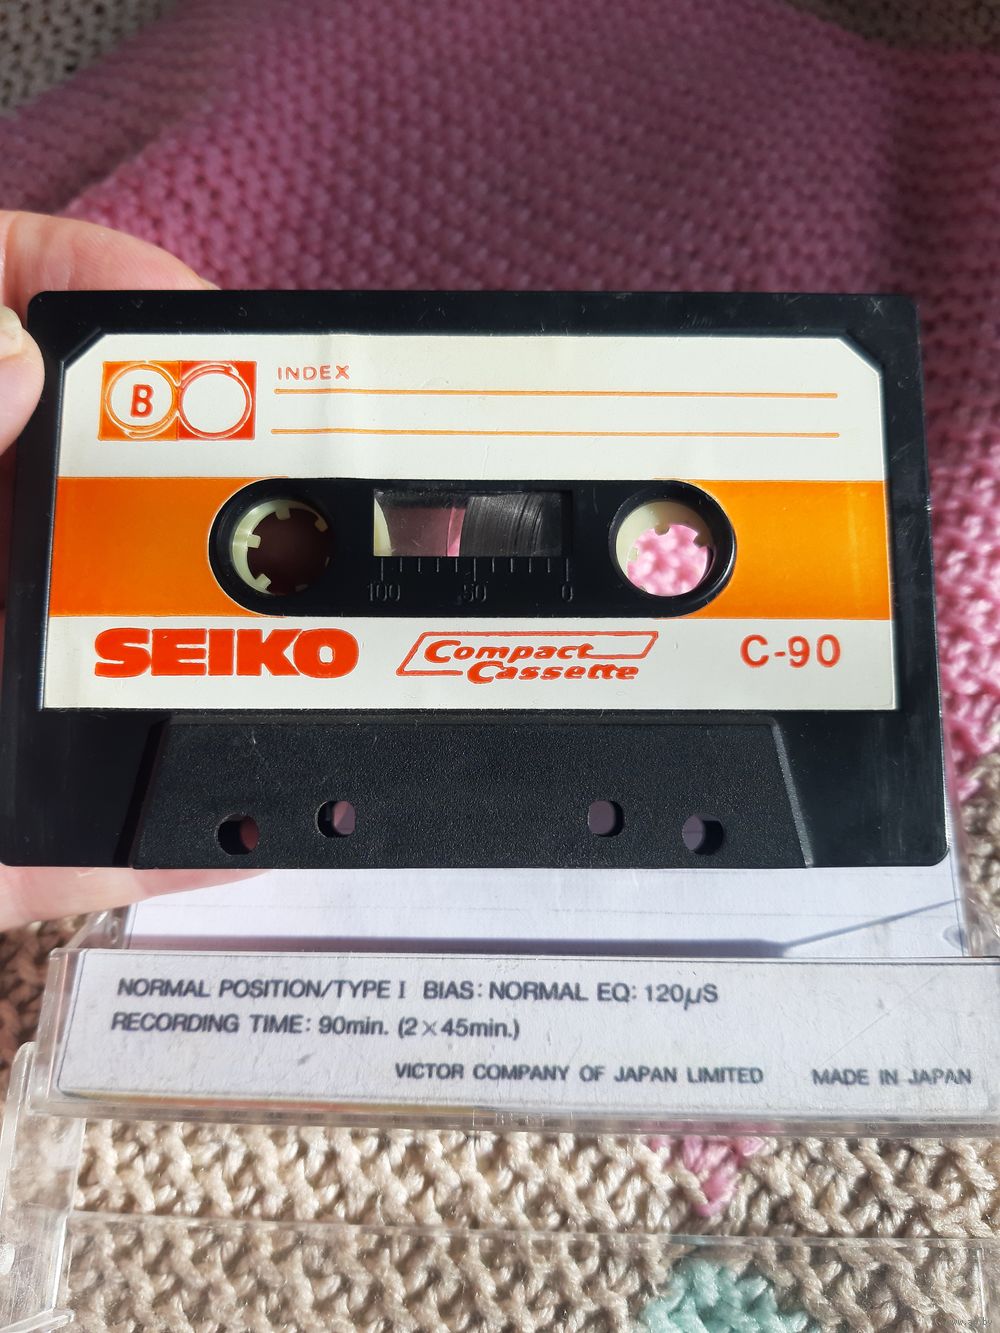 B
INDEX
100 50 0
SEIKO
Compact
Cassette
C-90
NORMAL POSITION/TYPE I BIAS: NORMAL EQ: 120μS
RECORDING TIME: 90min. (2×45min.)
VICTOR COMPANY OF JAPAN LIMITED MADE IN JAPAN